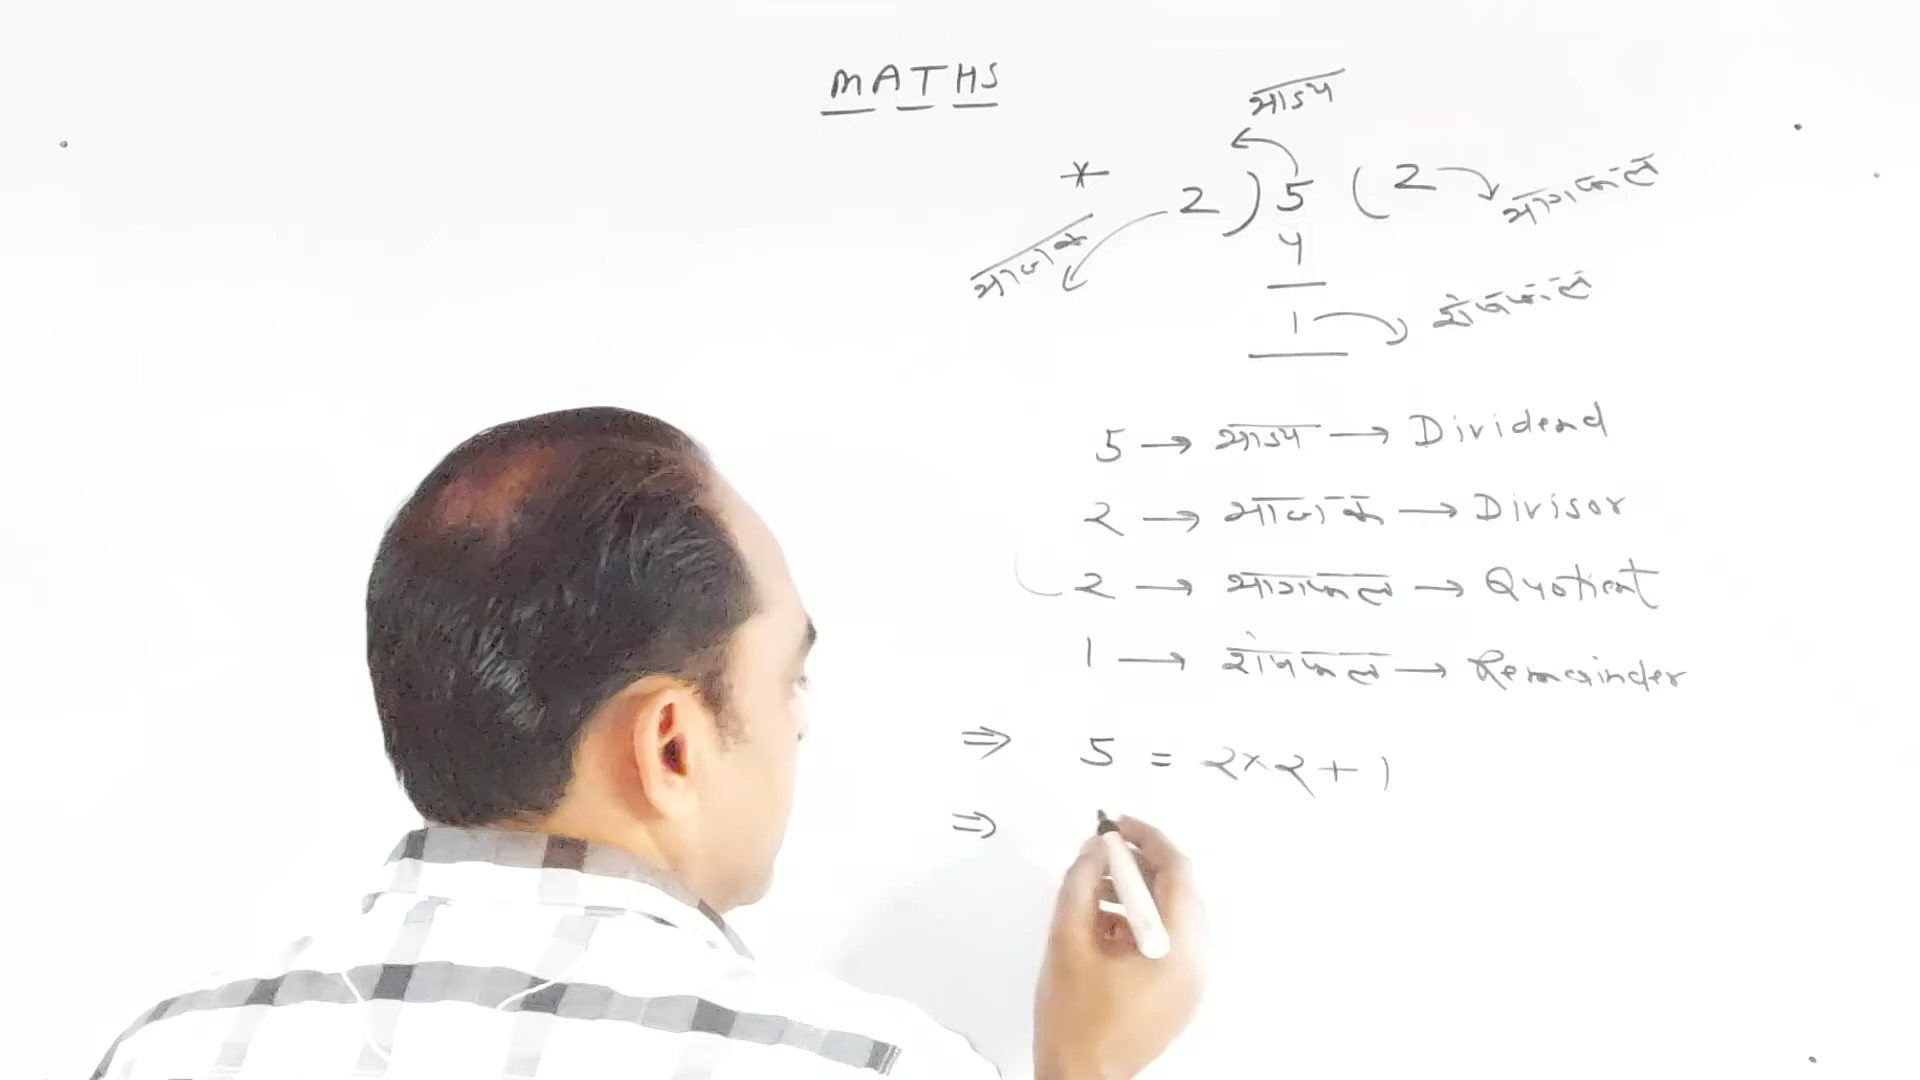 MATHS
भाज्य
* 2 ) 5 ( 2 भागफल
भाजक
4
1 शेषफल
5 → भाज्य → Dividend
2 → भाजक → Divisor
2 → भागफल → Quotient
1 → शेषफल → Remainder
⇒ 5 = 2 × 2 + 1
⇒